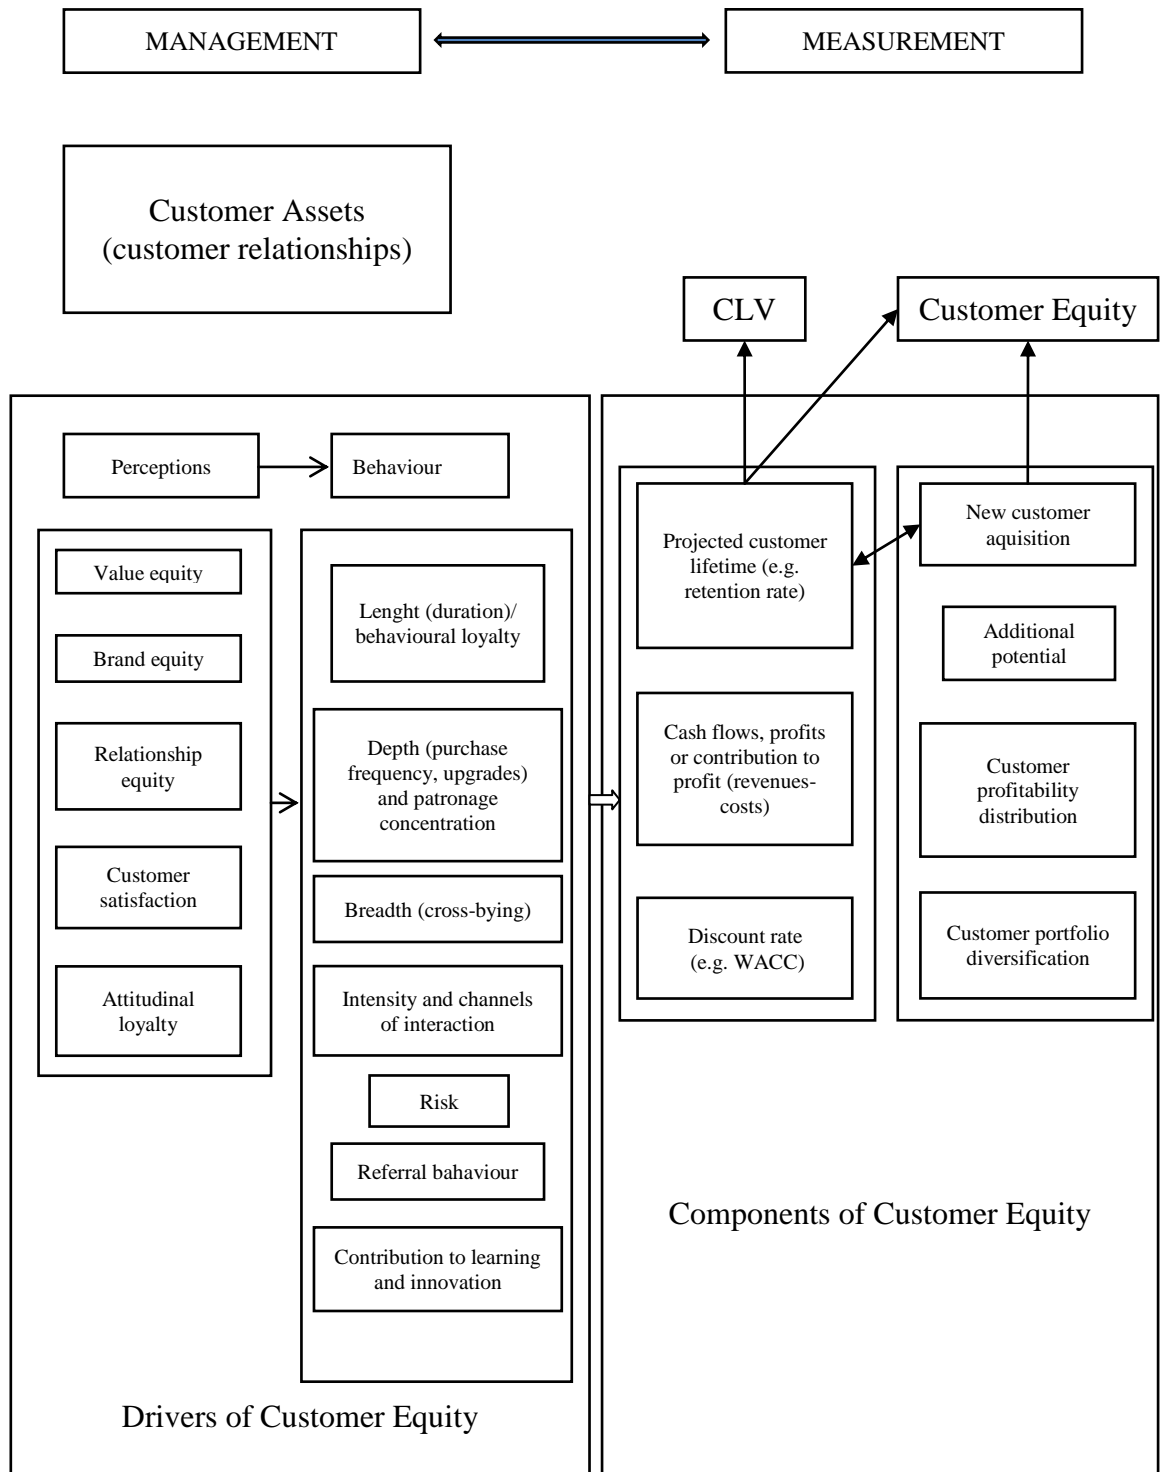 MANAGEMENT
MEASUREMENT
Customer Assets
(customer relationships)
CLV
Customer Equity
Perceptions
Behaviour
Value equity
Brand equity
Relationship
equity
Customer
satisfaction
Attitudinal
loyalty
Lenght (duration)/
behavioural loyalty
Depth (purchase
frequency, upgrades)
and patronage
concentration
Breadth (cross-bying)
Intensity and channels
of interaction
Risk
Referral bahaviour
Contribution to learning
and innovation
Drivers of Customer Equity
Projected customer
lifetime (e.g.
retention rate)
Cash flows, profits
or contribution to
profit (revenues-
costs)
Discount rate
(e.g. WACC)
New customer
aquisition
Additional
potential
Customer
profitability
distribution
Customer portfolio
diversification
Components of Customer Equity